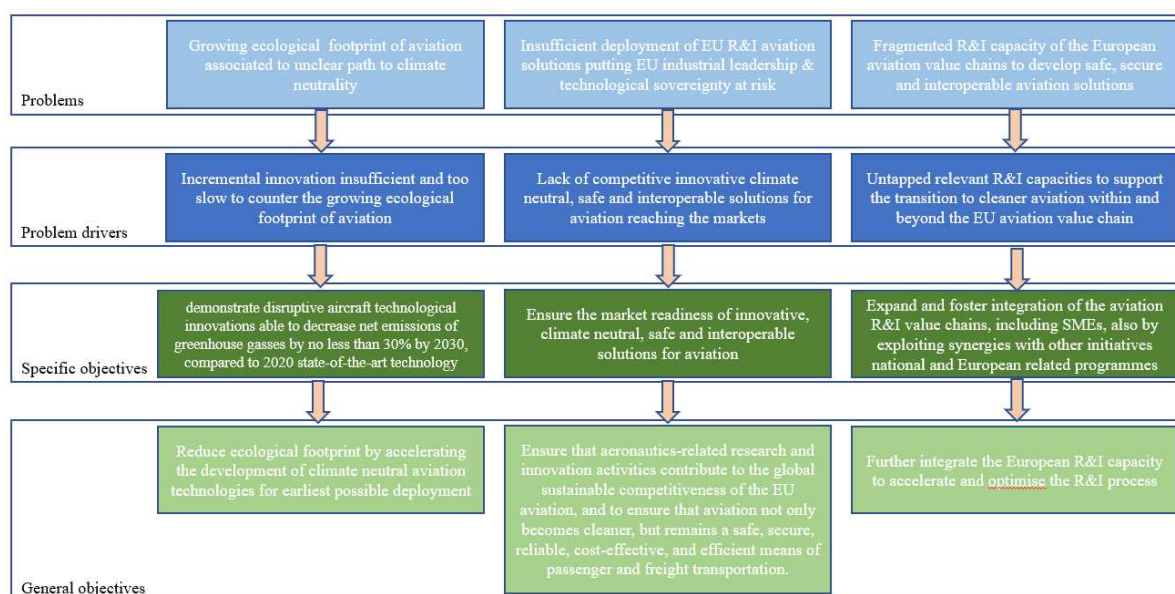 Problems
Growing ecological footprint of aviation
associated to unclear path to climate
neutrality
Insufficient deployment of EU R&I aviation
solutions putting EU industrial leadership &
technological sovereignty at risk
Fragmented R&I capacity of the European
aviation value chains to develop safe, secure
and interoperable aviation solutions
Problem drivers
Incremental innovation insufficient and too
slow to counter the growing ecological
footprint of aviation
Lack of competitive innovative climate
neutral, safe and interoperable solutions for
aviation reaching the markets
Untapped relevant R&I capacities to support
the transition to cleaner aviation within and
beyond the EU aviation value chain
Specific objectives
demonstrate disruptive aircraft technological
innovations able to decrease net emissions of
greenhouse gasses by no less than 30% by 2030,
compared to 2020 state-of-the-art technology
Ensure the market readiness of innovative,
climate neutral, safe and interoperable
solutions for aviation
Expand and foster integration of the aviation
R&I value chains, including SMEs, also by
exploiting synergies with other initiatives
national and European related programmes
General objectives
Reduce ecological footprint by accelerating
the development of climate neutral aviation
technologies for earliest possible deployment
Ensure that aeronautics-related research and
innovation activities contribute to the global
sustainable competitiveness of the EU
aviation, and to ensure that aviation not only
becomes cleaner, but remains a safe, secure,
reliable, cost-effective, and efficient means of
passenger and freight transportation.
Further integrate the European R&I capacity
to accelerate and optimise the R&I process